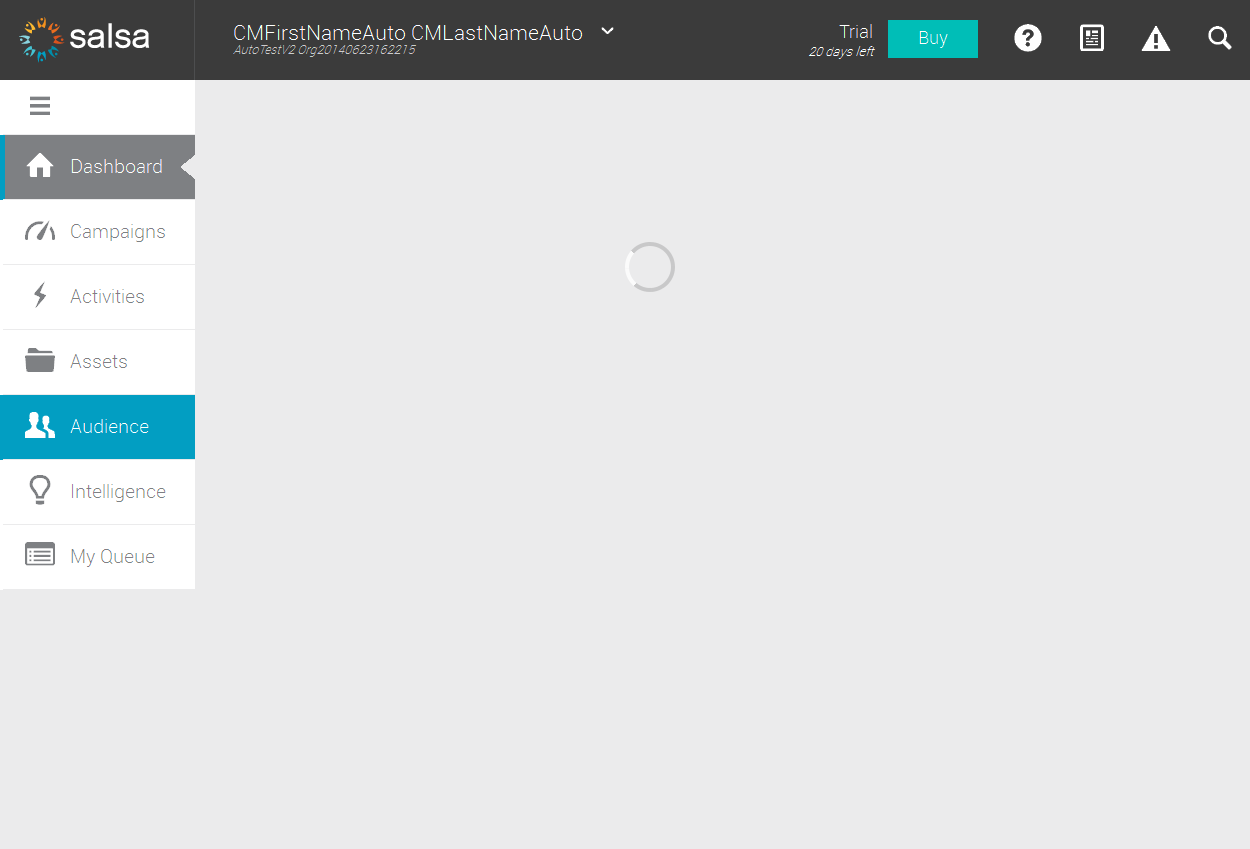 salsa
CMFirstNameAuto CMLastNameAuto
AutoTestV2 Org20140623162215
Trial
20 days left
Buy
Dashboard
Campaigns
Activities
Assets
Audience
Intelligence
My Queue